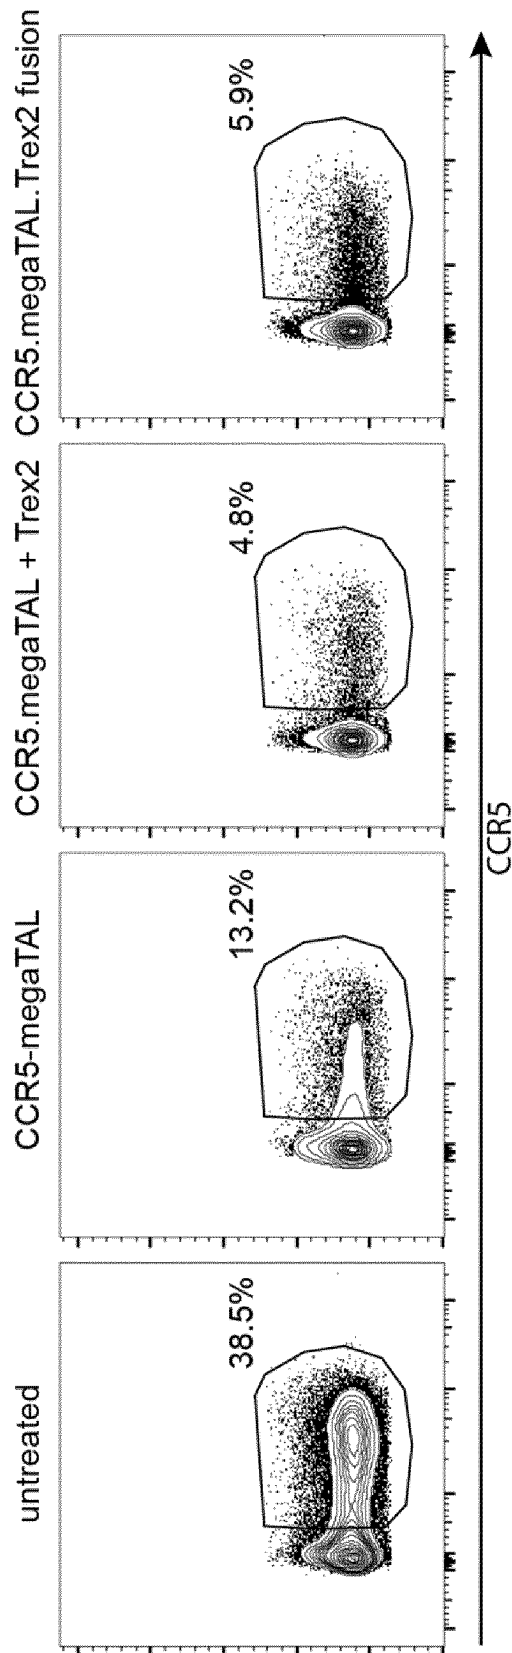 untreated
CCR5-megaTAL
CCR5.megaTAL + Trex2
CCR5.megaTAL.Trex2 fusion
38.5%
13.2%
4.8%
5.9%
CCR5